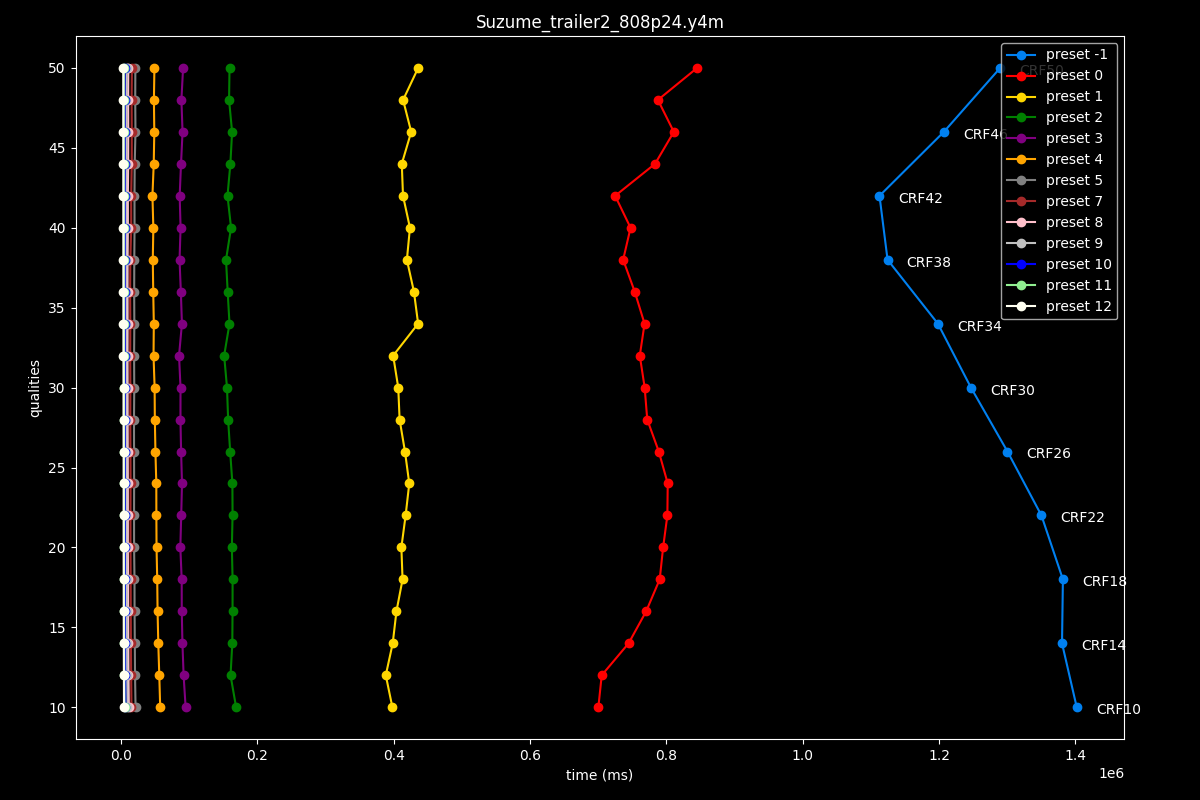 Suzume_trailer2_808p24.y4m
preset -1
preset 0
preset 1
preset 2
preset 3
preset 4
preset 5
preset 7
preset 8
preset 9
preset 10
preset 11
preset 12
CRF50
CRF46
CRF42
CRF38
CRF34
CRF30
CRF26
CRF22
CRF18
CRF14
CRF10
qualities
50
45
40
35
30
25
20
15
10
0.0 0.2 0.4 0.6 0.8 1.0 1.2 1.4
1e6
time (ms)